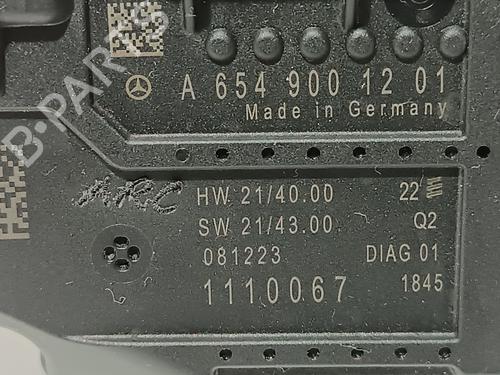 A 654 900 12 01
Made in Germany
HW 21/40.00 22
SW 21/43.00 Q2
081223 DIAG 01
1110067 1845
B-PARTS